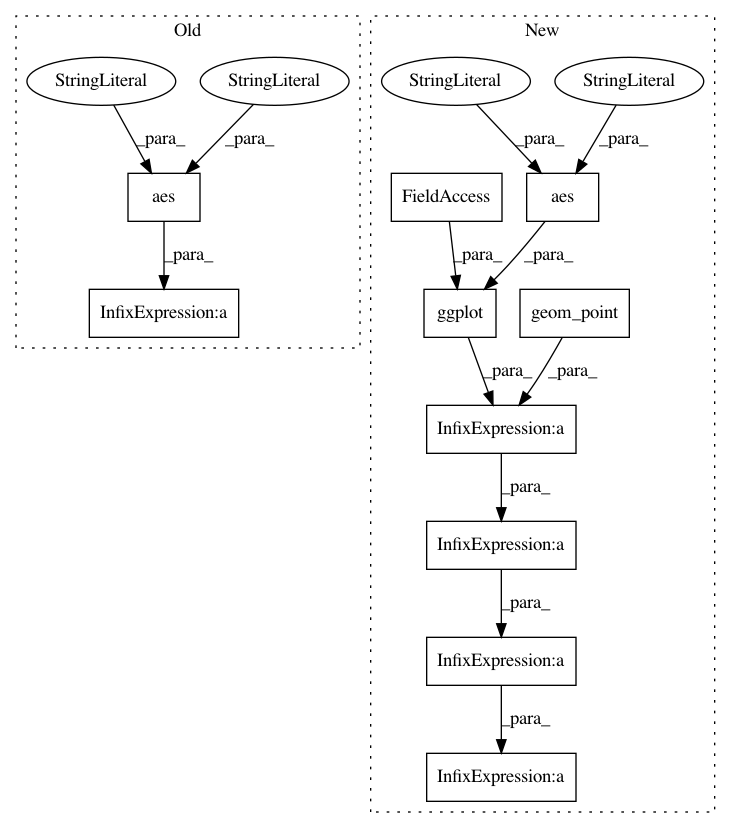 Old
New
StringLiteral
StringLiteral
StringLiteral
StringLiteral
_para_
_para_
_para_
_para_
aes
FieldAccess
aes
_para_
_para_
_para_
InfixExpression:a
ggplot
geom_point
_para_
_para_
InfixExpression:a
_para_
InfixExpression:a
_para_
InfixExpression:a
_para_
InfixExpression:a